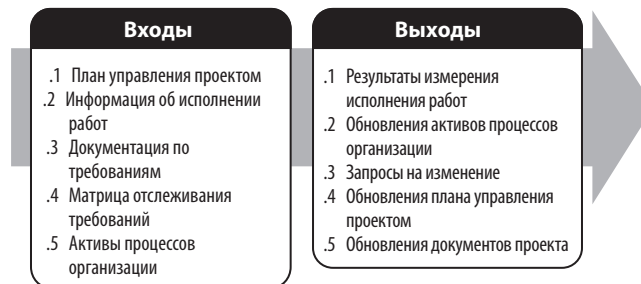 Входы
.1 План управления проектом
.2 Информация об исполнении
работ
.3 Документация по
требованиям
.4 Матрица отслеживания
требований
.5 Активы процессов
организации
Выходы
.1 Результаты измерения
исполнения работ
.2 Обновления активов процессов
организации
.3 Запросы на изменение
.4 Обновления плана управления
проектом
.5 Обновления документов проекта